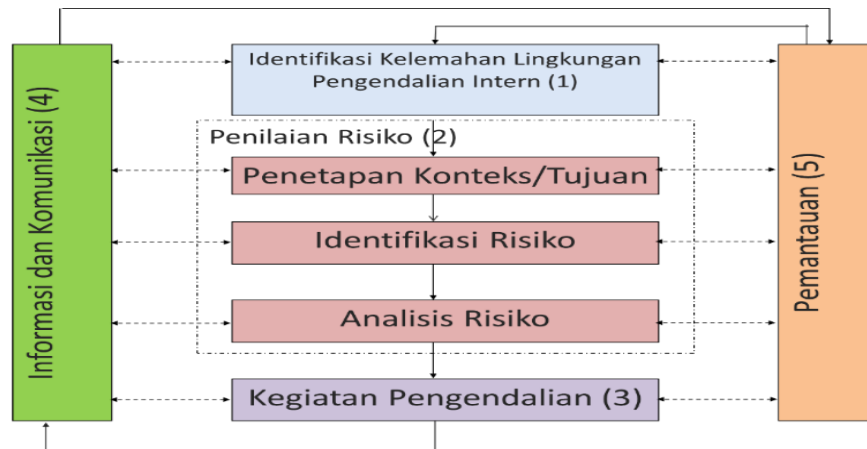 Identifikasi Kelemahan Lingkungan
Pengendalian Intern (1)
Penilaian Risiko (2)
Penetapan Konteks/Tujuan
Identifikasi Risiko
Analisis Risiko
Kegiatan Pengendalian (3)
Informasi dan Komunikasi (4)
Pemantauan (5)